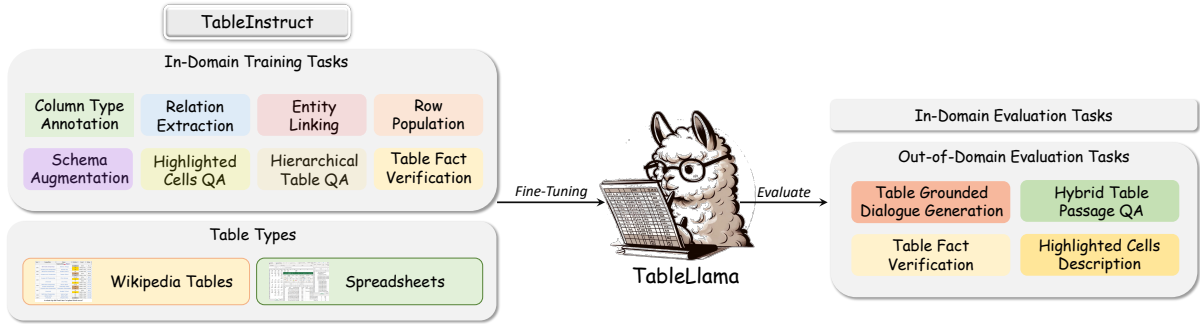 TableInstruct
In-Domain Training Tasks
Column Type
Annotation
Relation
Extraction
Entity
Linking
Row
Population
Schema
Augmentation
Highlighted
Cells QA
Hierarchical
Table QA
Table Fact
Verification
Table Types
Wikipedia Tables
Spreadsheets
Fine-Tuning
TableLlama
Evaluate
In-Domain Evaluation Tasks
Out-of-Domain Evaluation Tasks
Table Grounded
Dialogue Generation
Hybrid Table
Passage QA
Table Fact
Verification
Highlighted Cells
Description